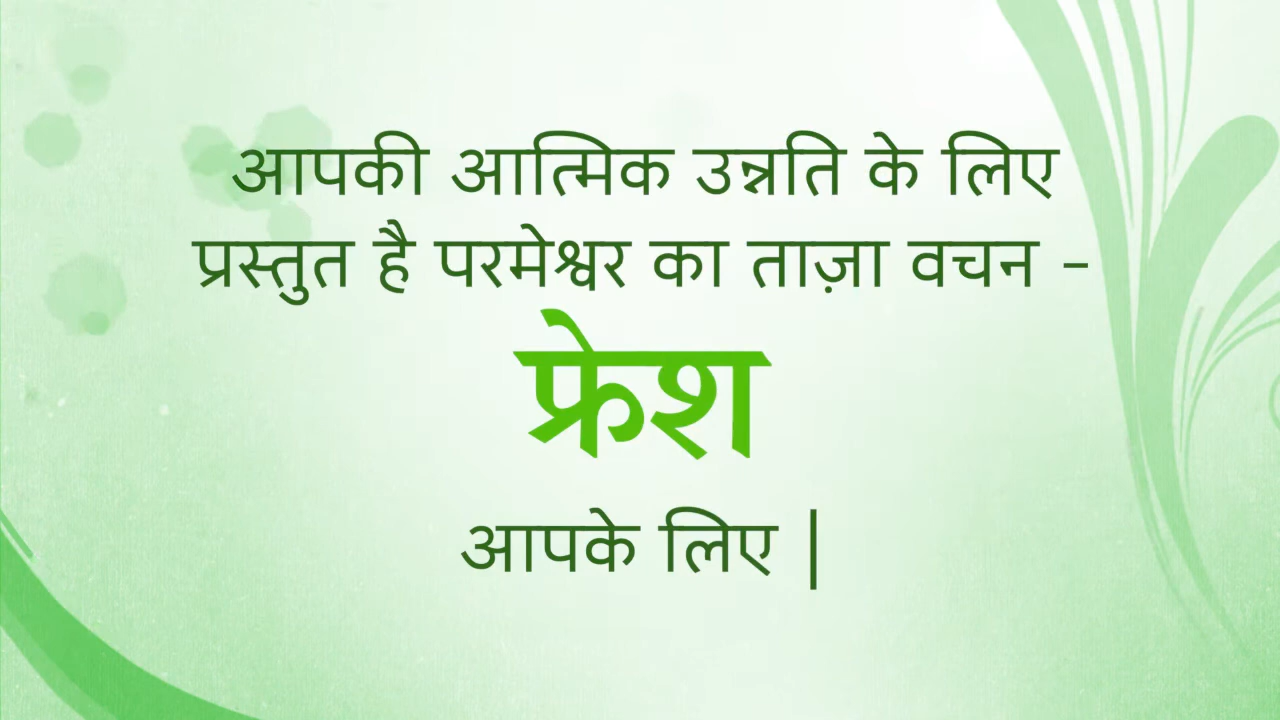 आपकी आत्मिक उन्नति के लिए
प्रस्तुत है परमेश्वर का ताज़ा वचन -
फ्रेश
आपके लिए |